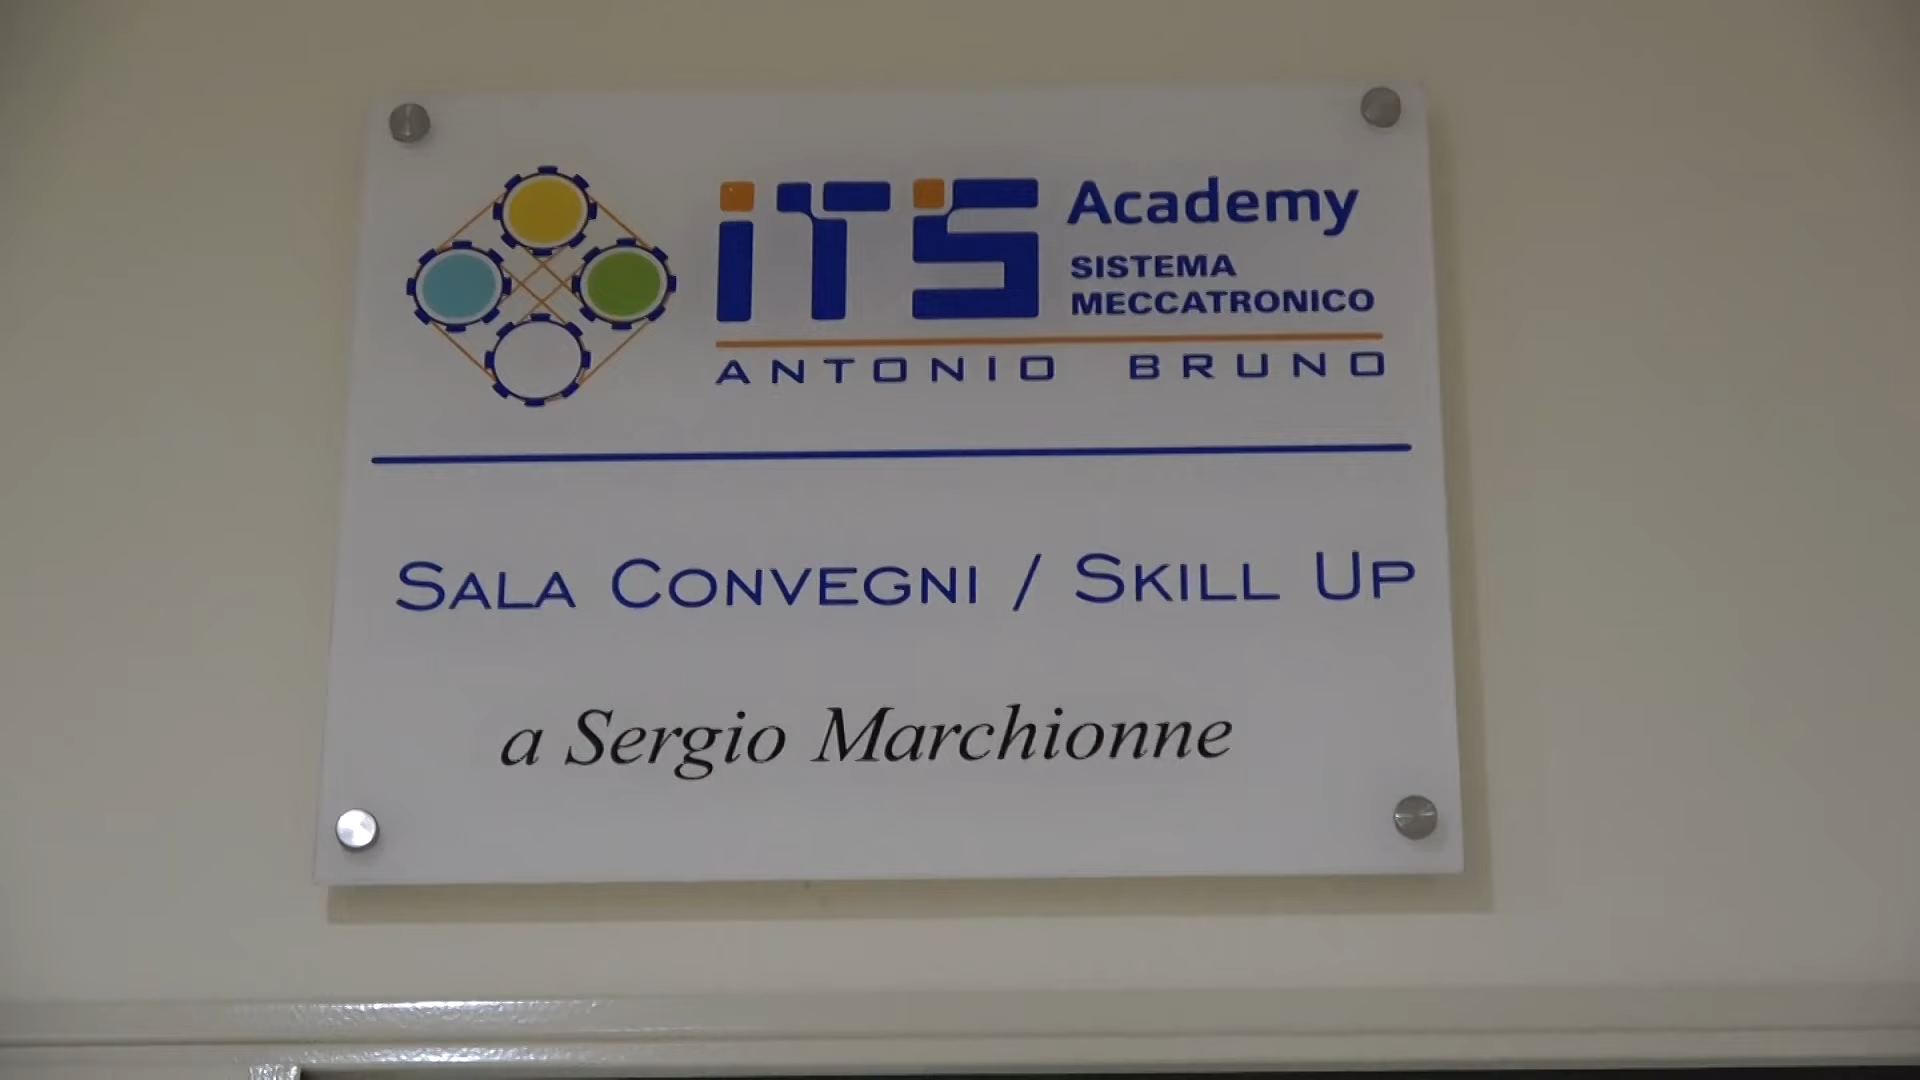 iTS Academy
SISTEMA
MECCATRONICO
ANTONIO BRUNO
SALA CONVEGNI / SKILL UP
a Sergio Marchionne